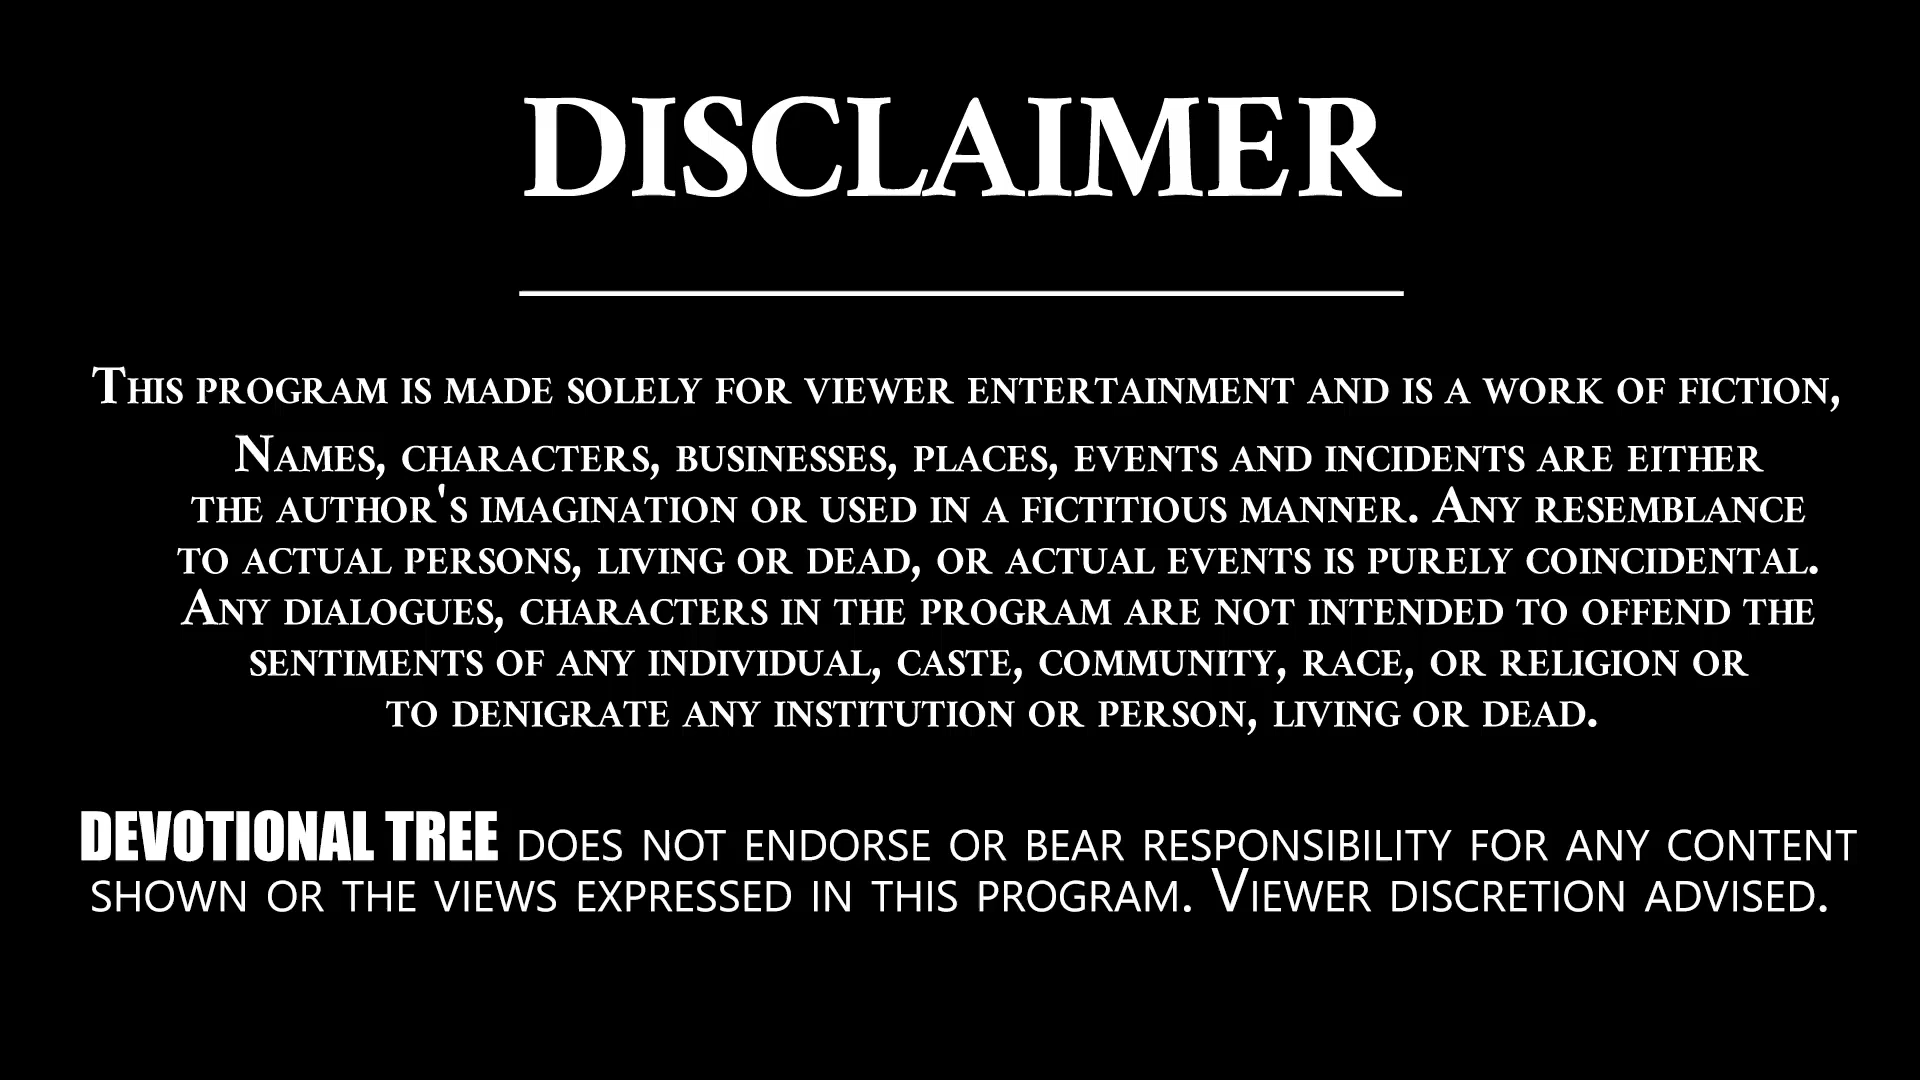 DISCLAIMER
This program is made solely for viewer entertainment and is a work of fiction,
Names, characters, businesses, places, events and incidents are either
the author's imagination or used in a fictitious manner. Any resemblance
to actual persons, living or dead, or actual events is purely coincidental.
Any dialogues, characters in the program are not intended to offend the
sentiments of any individual, caste, community, race, or religion or
to denigrate any institution or person, living or dead.
DEVOTIONAL TREE does not endorse or bear responsibility for any content
shown or the views expressed in this program. Viewer discretion advised.